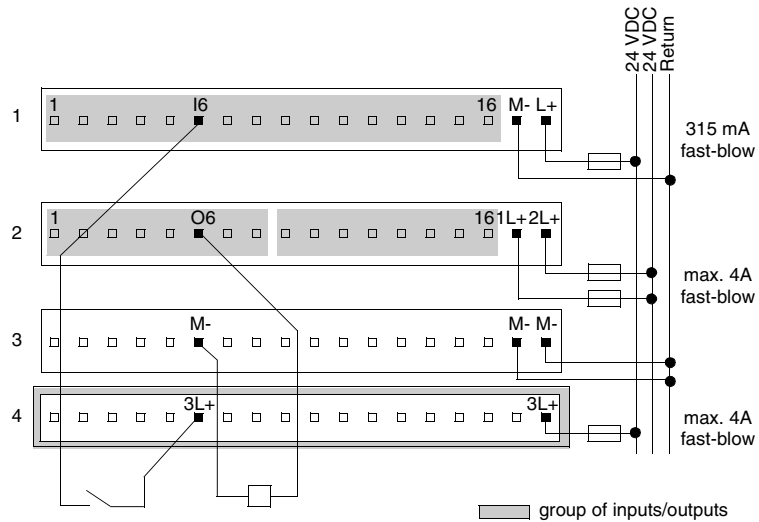 24 VDC
24 VDC
Return
1 I6 16 M- L+
1
315 mA
fast-blow
1 O6 16 1L+ 2L+
2
max. 4A
fast-blow
M- M- M-
3
3L+ 3L+
4
max. 4A
fast-blow
group of inputs/outputs